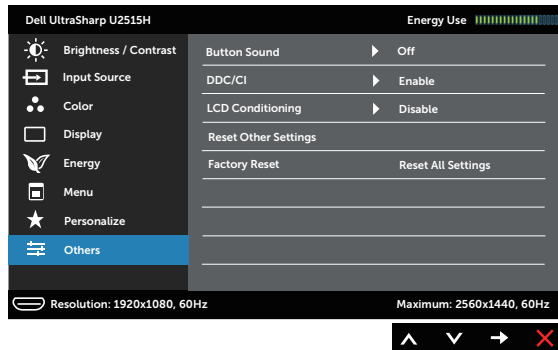 Dell UltraSharp U2515H Energy Use
Brightness / Contrast
Input Source
Color
Display
Energy
Menu
Personalize
Others
Button Sound Off
DDC/CI Enable
LCD Conditioning Disable
Reset Other Settings
Factory Reset Reset All Settings
Resolution: 1920x1080, 60Hz Maximum: 2560x1440, 60Hz